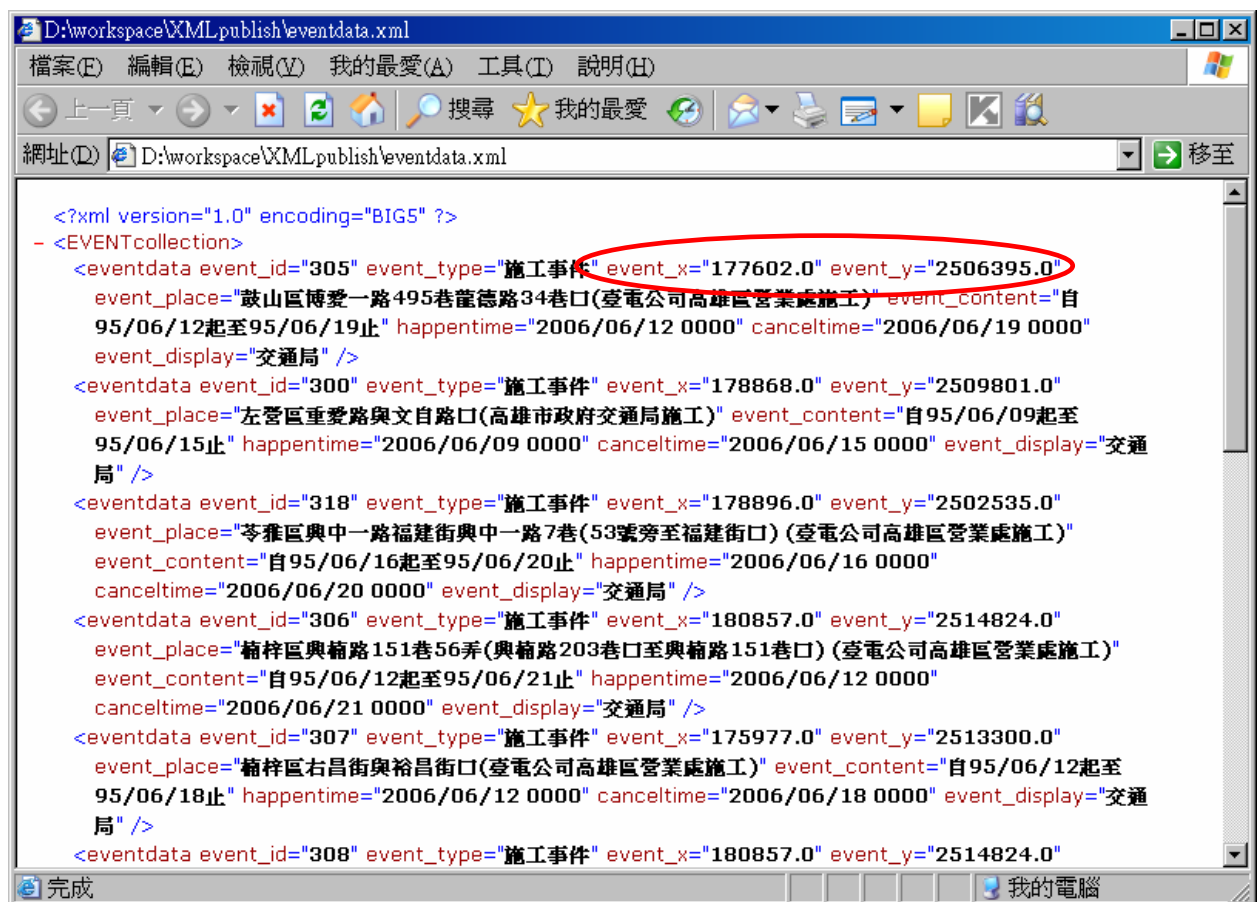 D:\workspace\XMLpublish\eventdata.xml
檔案(F) 編輯(E) 檢視(V) 我的最愛(A) 工具(T) 說明(H)
上一頁 搜尋 我的最愛
網址(D) D:\workspace\XMLpublish\eventdata.xml 移至
<?xml version="1.0" encoding="BIG5" ?>
- <EVENTcollection>
<eventdata event_id="305" event_type="施工事件" event_x="177602.0" event_y="2506395.0"
event_place="鼓山區博愛一路495巷龍德路34巷口(臺電公司高雄區營業處施工)" event_content="自
95/06/12起至95/06/19止" happentime="2006/06/12 0000" canceltime="2006/06/19 0000"
event_display="交通局" />
<eventdata event_id="300" event_type="施工事件" event_x="178868.0" event_y="2509801.0"
event_place="左營區重愛路與文自路口(高雄市政府交通局施工)" event_content="自95/06/09起至
95/06/15止" happentime="2006/06/09 0000" canceltime="2006/06/15 0000" event_display="交通
局" />
<eventdata event_id="318" event_type="施工事件" event_x="178896.0" event_y="2502535.0"
event_place="苓雅區興中一路福建街興中一路7巷(53號旁至福建街口) (臺電公司高雄區營業處施工)"
event_content="自95/06/16起至95/06/20止" happentime="2006/06/16 0000"
canceltime="2006/06/20 0000" event_display="交通局" />
<eventdata event_id="306" event_type="施工事件" event_x="180857.0" event_y="2514824.0"
event_place="楠梓區興楠路151巷56弄(興楠路203巷口至興楠路151巷口) (臺電公司高雄區營業處施工)"
event_content="自95/06/12起至95/06/21止" happentime="2006/06/12 0000"
canceltime="2006/06/21 0000" event_display="交通局" />
<eventdata event_id="307" event_type="施工事件" event_x="175977.0" event_y="2513300.0"
event_place="楠梓區右昌街與裕昌街口(臺電公司高雄區營業處施工)" event_content="自95/06/12起至
95/06/18止" happentime="2006/06/12 0000" canceltime="2006/06/18 0000" event_display="交通
局" />
<eventdata event_id="308" event_type="施工事件" event_x="180857.0" event_y="2514824.0"
完成 我的電腦